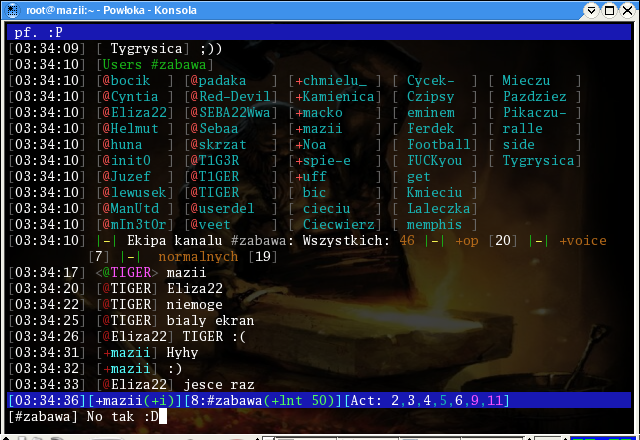 root@mazii:~ - Powłoka - Konsola
pf. :P
[03:34:09] [ Tygrysica] ;))
[03:34:10] [Users #zabawa]
[03:34:10] [@bocik  ] [@padaka   ] [+chmielu_ ] [ Cycek-  ] [ Mieczu   ]
[03:34:10] [@Cyntia ] [@Red-Devil] [+Kamienica] [ Czipsy  ] [ Pazdziez ]
[03:34:10] [@Eliza22] [@SEBA22Wwa] [+macko    ] [ eminem  ] [ Pikaczu- ]
[03:34:10] [@Helmut ] [@Sebaa    ] [+mazii    ] [ Ferdek  ] [ ralle    ]
[03:34:10] [@huna   ] [@skrzat   ] [+Noa      ] [ Football] [ side     ]
[03:34:10] [@init0  ] [@T1G3R    ] [+spie-e   ] [ FUCKyou ] [ Tygrysica]
[03:34:10] [@Juzef  ] [@TIGER    ] [+uff      ] [ get     ]
[03:34:10] [@lewusek] [@TIGER    ] [ bic      ] [ Kmieciu ]
[03:34:10] [@ManUtd ] [@userdel  ] [ cieciu   ] [ Laleczka]
[03:34:10] [@mIn3t0r] [@veet     ] [ Ciecwierz] [ memphis ]
[03:34:10] |-| Ekipa kanalu #zabawa: Wszystkich: 46 |-| +op [20] |-| +voice
[7] |-|  normalnych [19]
[03:34:17] <@TIGER> mazii
[03:34:20] [@TIGER] Eliza22
[03:34:22] [@TIGER] niemoge
[03:34:25] [@TIGER] bialy ekran
[03:34:26] [@Eliza22] TIGER :(
[03:34:31] [+mazii] Hyhy
[03:34:32] [+mazii] :)
[03:34:33] [@Eliza22] jesce raz
[03:34:36][+mazii(+i)][8:#zabawa(+lnt 50)][Act: 2,3,4,5,6,9,11]
[#zabawa] No tak :D